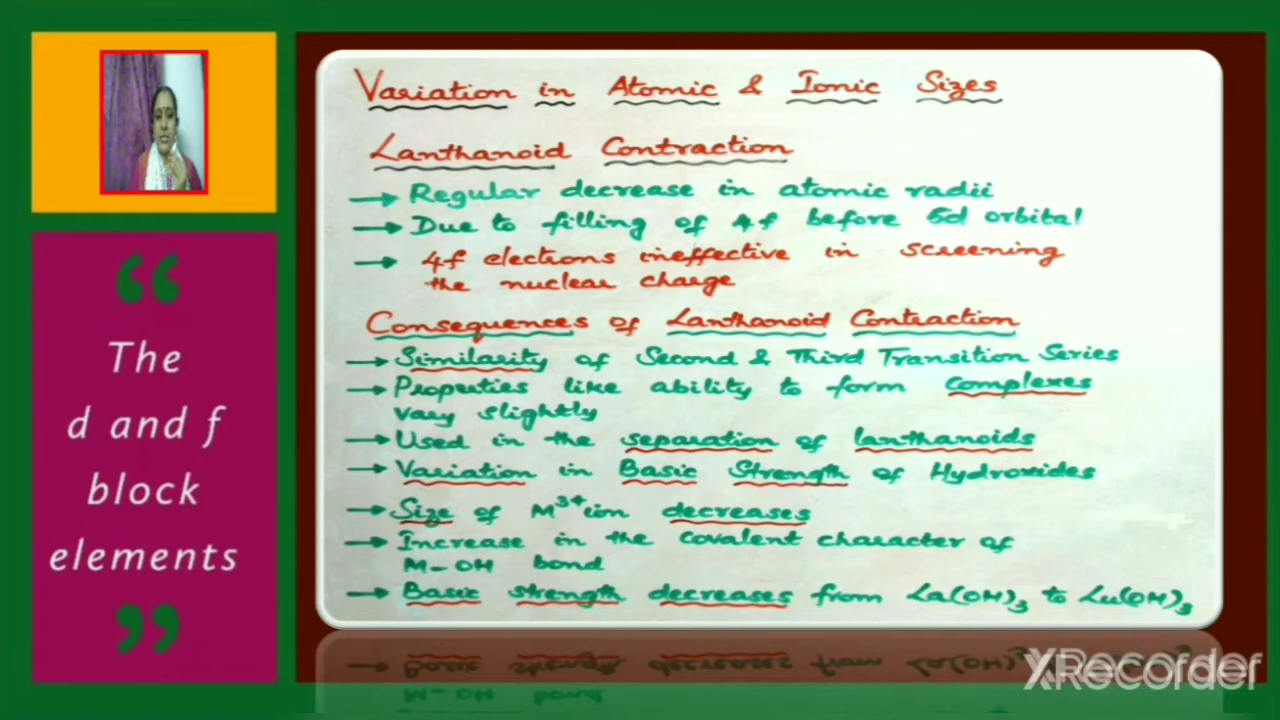 “
The
d and f
block
elements
”
Variation in Atomic & Ionic Sizes
Lanthanoid Contraction
→ Regular decrease in atomic radii
→ Due to filling of 4f before 5d orbital
→ 4f electrons ineffective in screening
the nuclear charge
Consequences of Lanthanoid Contraction
→ Similarity of Second & Third Transition Series
→ Properties like ability to form complexes
vary slightly
→ Used in the separation of lanthanoids
→ Variation in Basic Strength of Hydroxides
→ Size of M³⁺ ion decreases
→ Increase in the covalent character of
M-OH bond
→ Basic strength decreases from La(OH)₃ to Lu(OH)₃
XRecorder